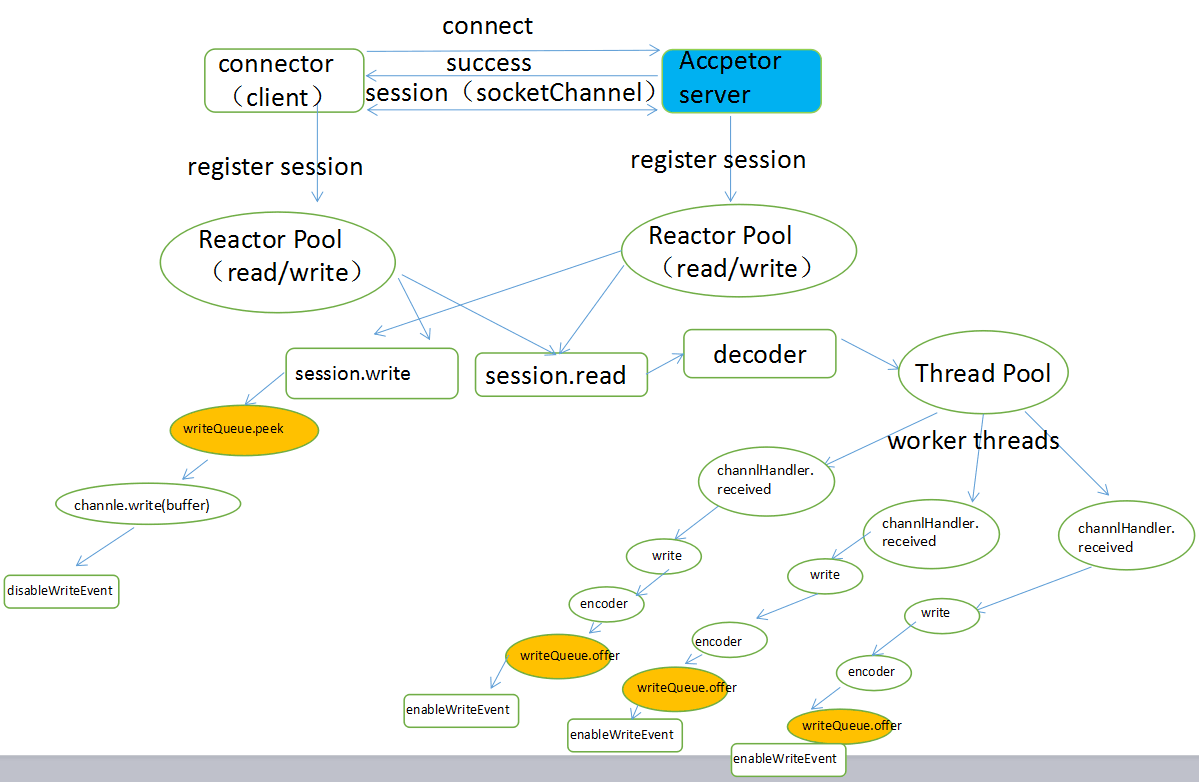 connect
connector
（client）
success
session（socketChannel）
Accpetor
server
register session
register session
Reactor Pool
（read/write）
Reactor Pool
（read/write）
session.write
session.read
decoder
Thread Pool
writeQueue.peek
worker threads
channle.write(buffer)
disableWriteEvent
channlHandler.
received
channlHandler.
received
channlHandler.
received
write
write
write
encoder
encoder
encoder
writeQueue.offer
writeQueue.offer
writeQueue.offer
enableWriteEvent
enableWriteEvent
enableWriteEvent